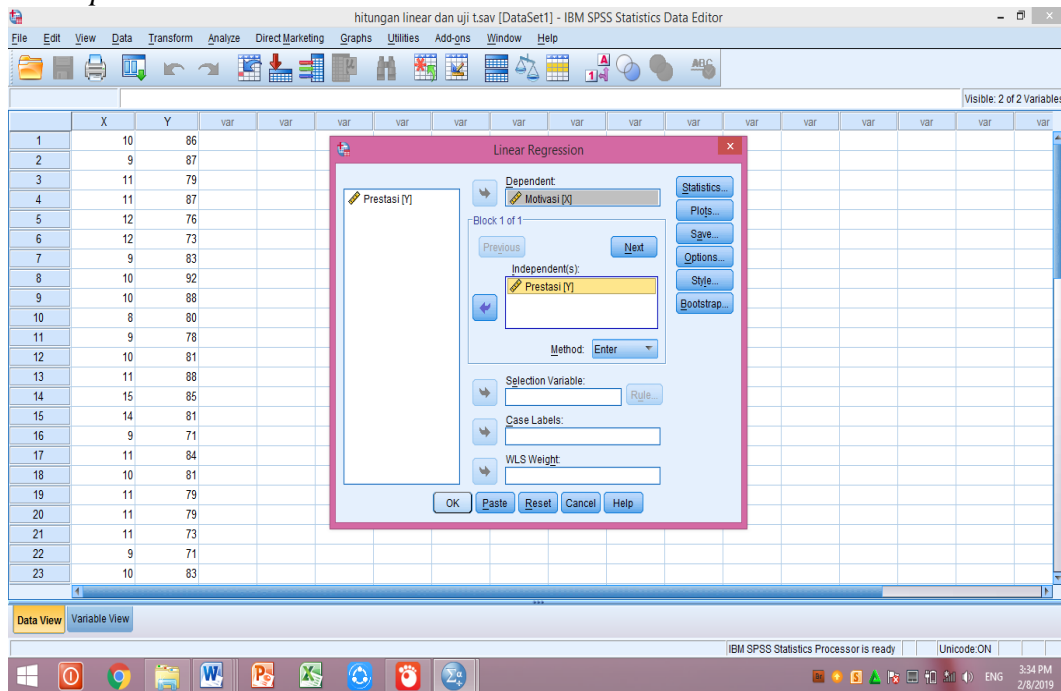 hitungan linear dan uji t.sav [DataSet1] - IBM SPSS Statistics Data Editor
File Edit View Data Transform Analyze Direct Marketing Graphs Utilities Add-ons Window Help
Visible: 2 of 2 Variables
X Y var var var var var var var var var var var var var var var
1 10 86
2 9 87
3 11 79
4 11 87
5 12 76
6 12 73
7 9 83
8 10 92
9 10 88
10 8 80
11 9 78
12 10 81
13 11 88
14 15 85
15 14 81
16 9 71
17 11 84
18 10 81
19 11 79
20 11 79
21 11 73
22 9 71
23 10 83
Linear Regression
Prestasi [Y]
Dependent:
Motivasi [X]
Block 1 of 1
Previous Next
Independent(s):
Prestasi [Y]
Method: Enter
Selection Variable:
Rule...
Case Labels:
WLS Weight:
Statistics...
Plots...
Save...
Options...
Style...
Bootstrap...
OK Paste Reset Cancel Help
Data View Variable View
IBM SPSS Statistics Processor is ready Unicode:ON
ENG 3:34 PM
2/8/2019